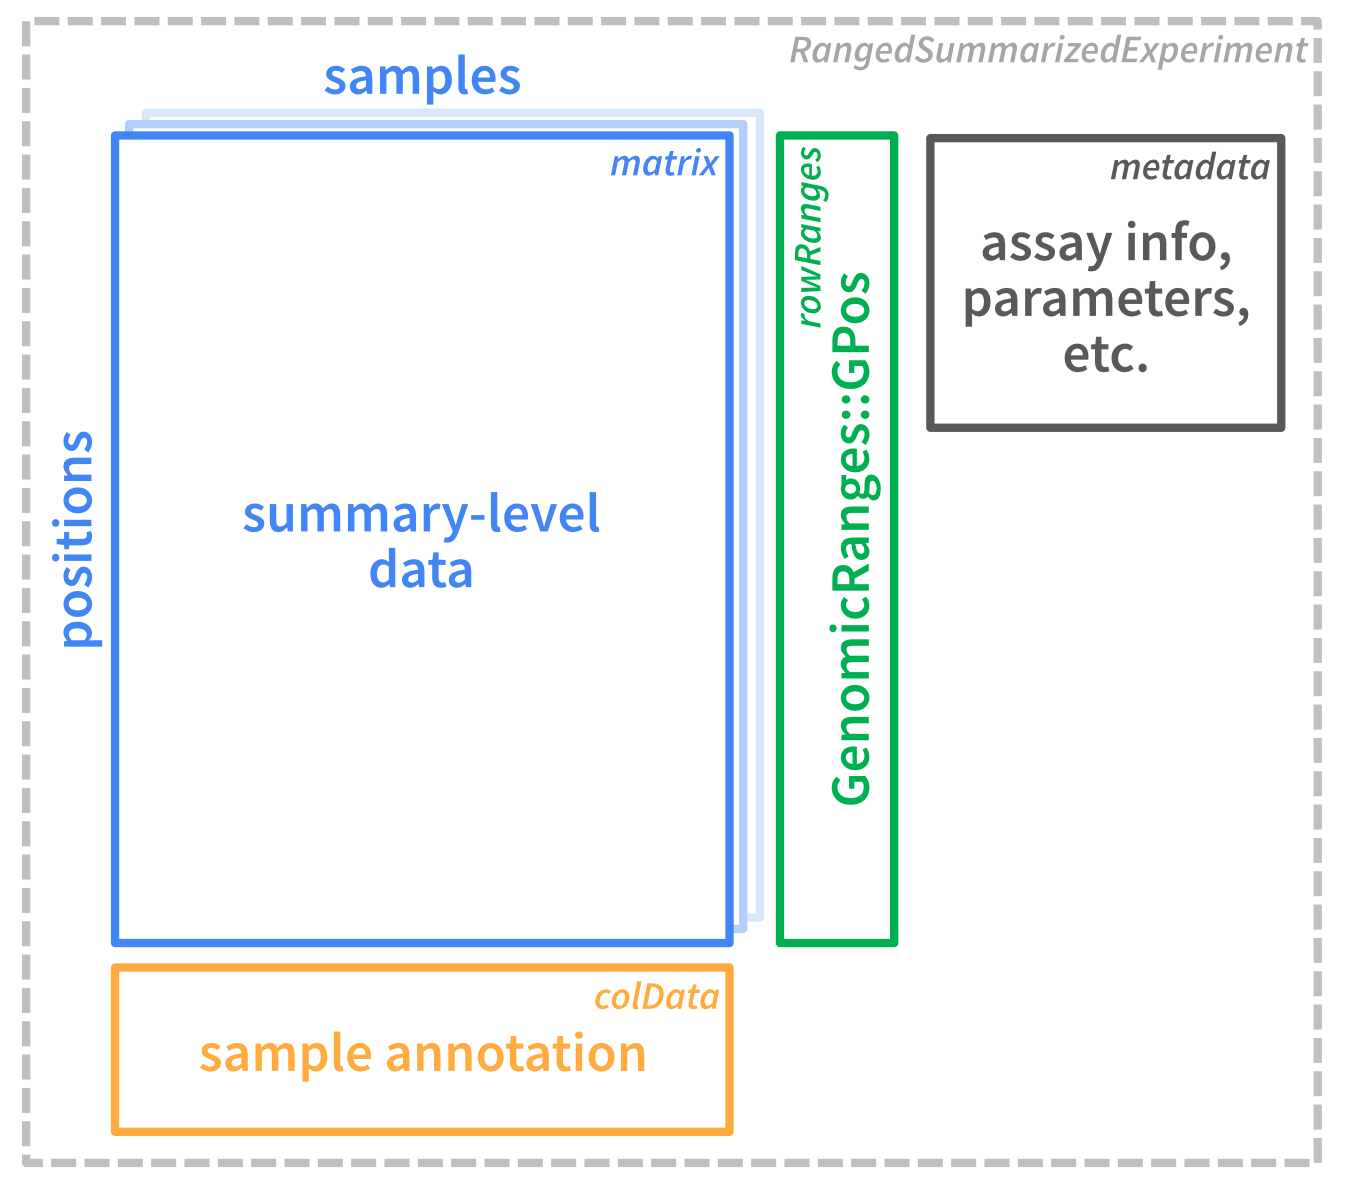 RangedSummarizedExperiment
samples
matrix
positions
summary-level
data
rowRanges
GenomicRanges::GPos
metadata
assay info,
parameters,
etc.
colData
sample annotation